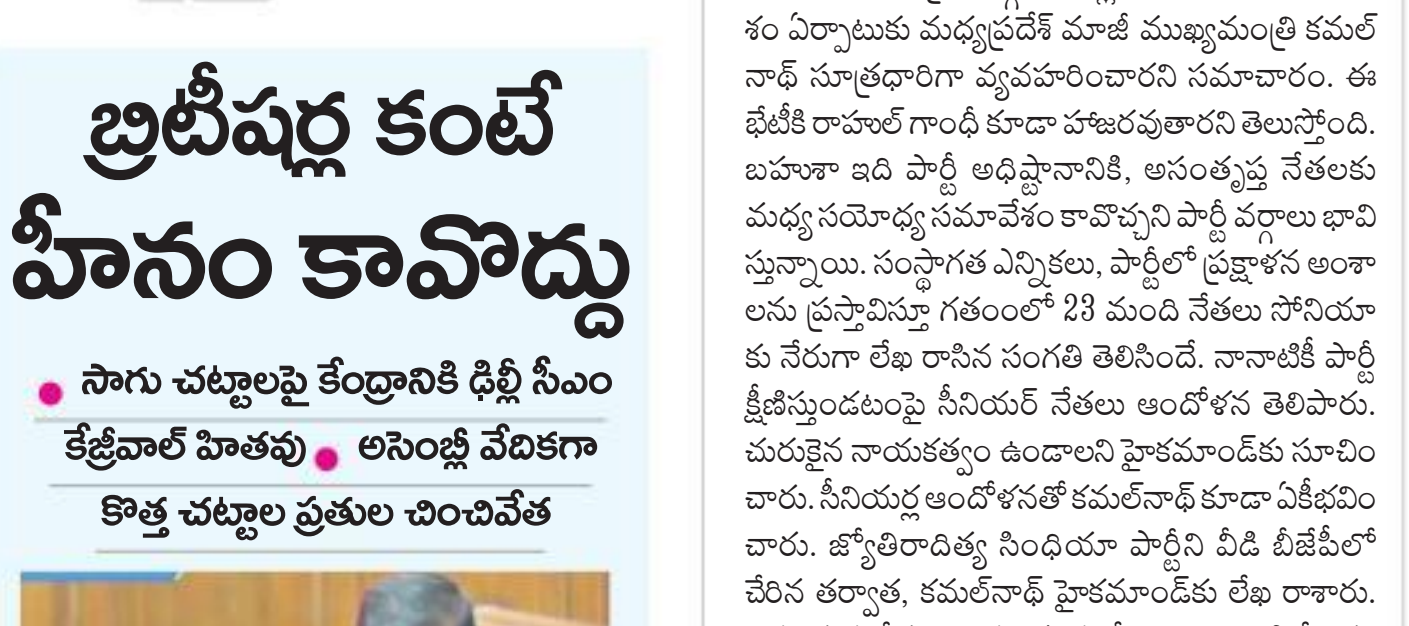 బ్రిటీషర్ల కంటే
హీనం కావొద్దు
● సాగు చట్టాలపై కేంద్రానికి ఢిల్లీ సీఎం
కేజ్రీవాల్ హితవు ● అసెంబ్లీ వేదికగా
కొత్త చట్టాల ప్రతుల చించివేత
శం ఏర్పాటుకు మధ్యప్రదేశ్ మాజీ ముఖ్యమంత్రి కమల్
నాథ్ సూత్రధారిగా వ్యవహరించారని సమాచారం. ఈ
భేటీకి రాహుల్ గాంధీ కూడా హాజరవుతారని తెలుస్తోంది.
బహుశా ఇది పార్టీ అధిష్టానానికి, అసంతృప్త నేతలకు
మధ్య సయోధ్య సమావేశం కావొచ్చని పార్టీ వర్గాలు భావి
స్తున్నాయి. సంస్థాగత ఎన్నికలు, పార్టీలో ప్రక్షాళన అంశా
లను ప్రస్తావిస్తూ గతంంలో 23 మంది నేతలు సోనియా
కు నేరుగా లేఖ రాసిన సంగతి తెలిసిందే. నానాటికీ పార్టీ
క్షీణిస్తుండటంపై సీనియర్ నేతలు ఆందోళన తెలిపారు.
చురుకైన నాయకత్వం ఉండాలని హైకమాండ్‌కు సూచిం
చారు. సీనియర్ల ఆందోళనతో కమల్‌నాథ్ కూడా ఏకీభవిం
చారు. జ్యోతిరాదిత్య సింధియా పార్టీని వీడి బీజేపీలో
చేరిన తర్వాత, కమల్‌నాథ్ హైకమాండ్‌కు లేఖ రాశారు.